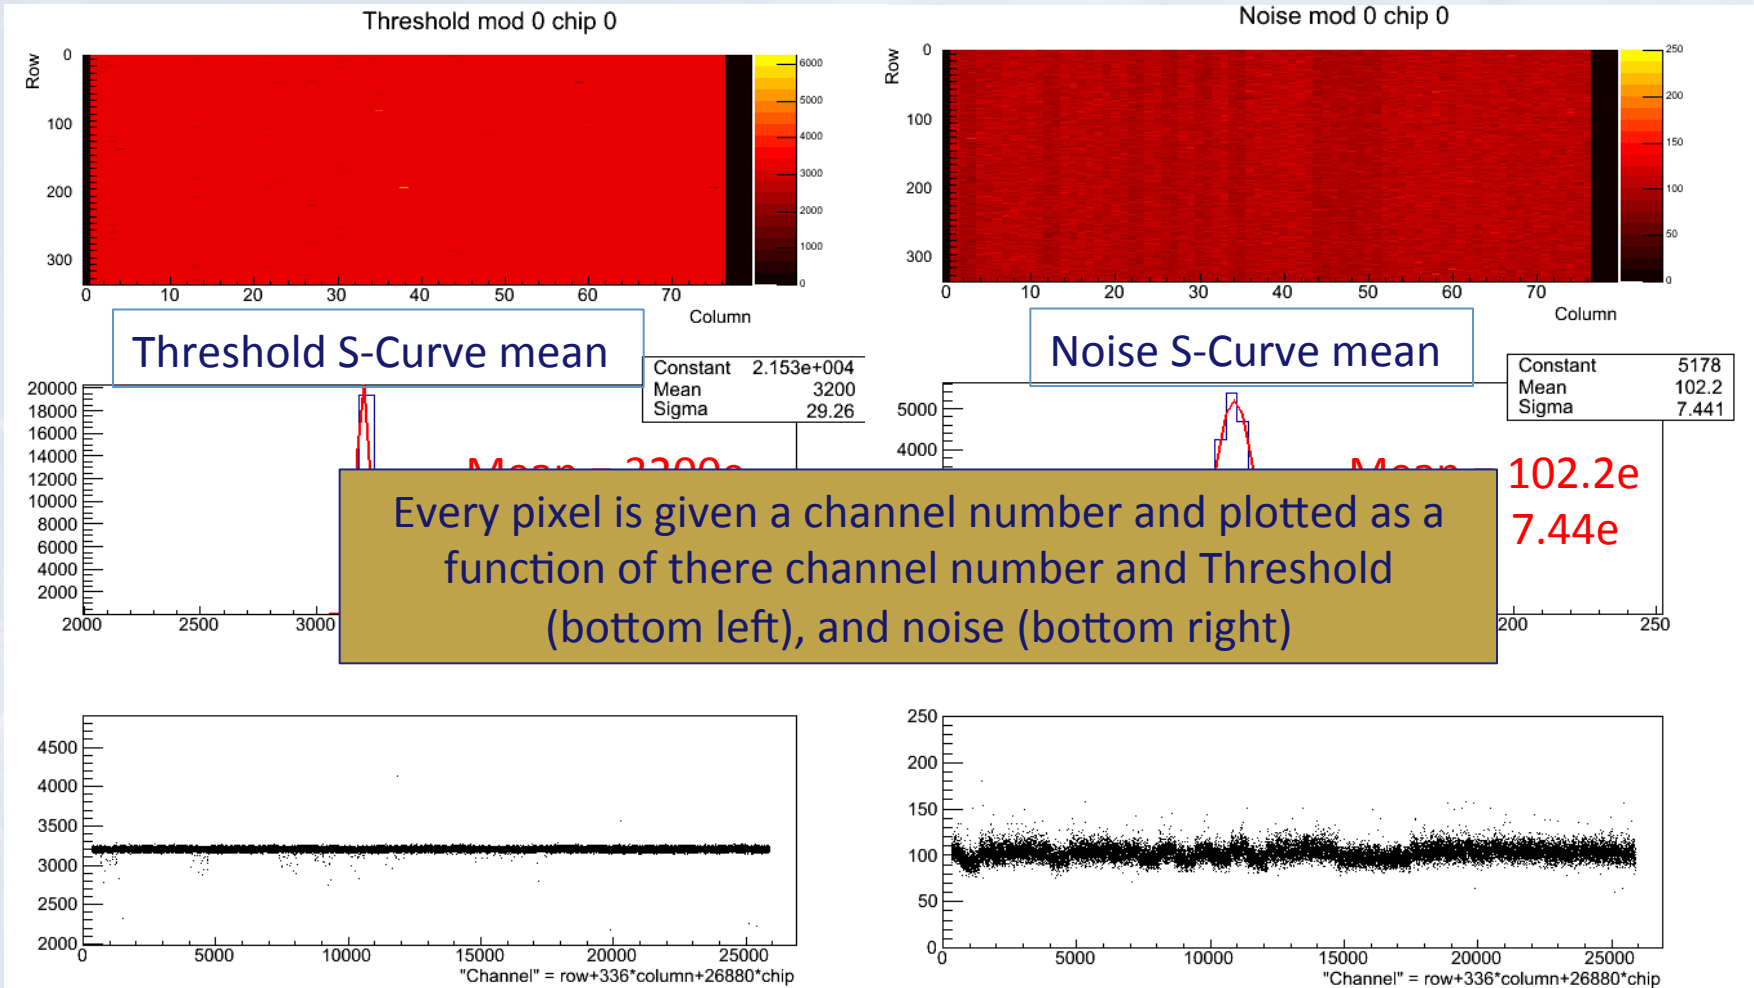 Threshold mod 0 chip 0
Row
0
100
200
300
0 10 20 30 40 50 60 70
Column
6000
5000
4000
3000
2000
1000
0
Noise mod 0 chip 0
Row
0
100
200
300
0 10 20 30 40 50 60 70
Column
250
200
150
100
50
0
Threshold S-Curve mean
Constant 2.153e+004
Mean 3200
Sigma 29.26
20000
18000
16000
14000
12000
10000
8000
6000
4000
2000
2000 2500 3000
Noise S-Curve mean
Constant 5178
Mean 102.2
Sigma 7.441
5000
4000
102.2e
7.44e
200 250
Every pixel is given a channel number and plotted as a
function of there channel number and Threshold
(bottom left), and noise (bottom right)
4500
4000
3500
3000
2500
2000
0 5000 10000 15000 20000 25000
"Channel" = row+336*column+26880*chip
250
200
150
100
50
0
0 5000 10000 15000 20000 25000
"Channel" = row+336*column+26880*chip